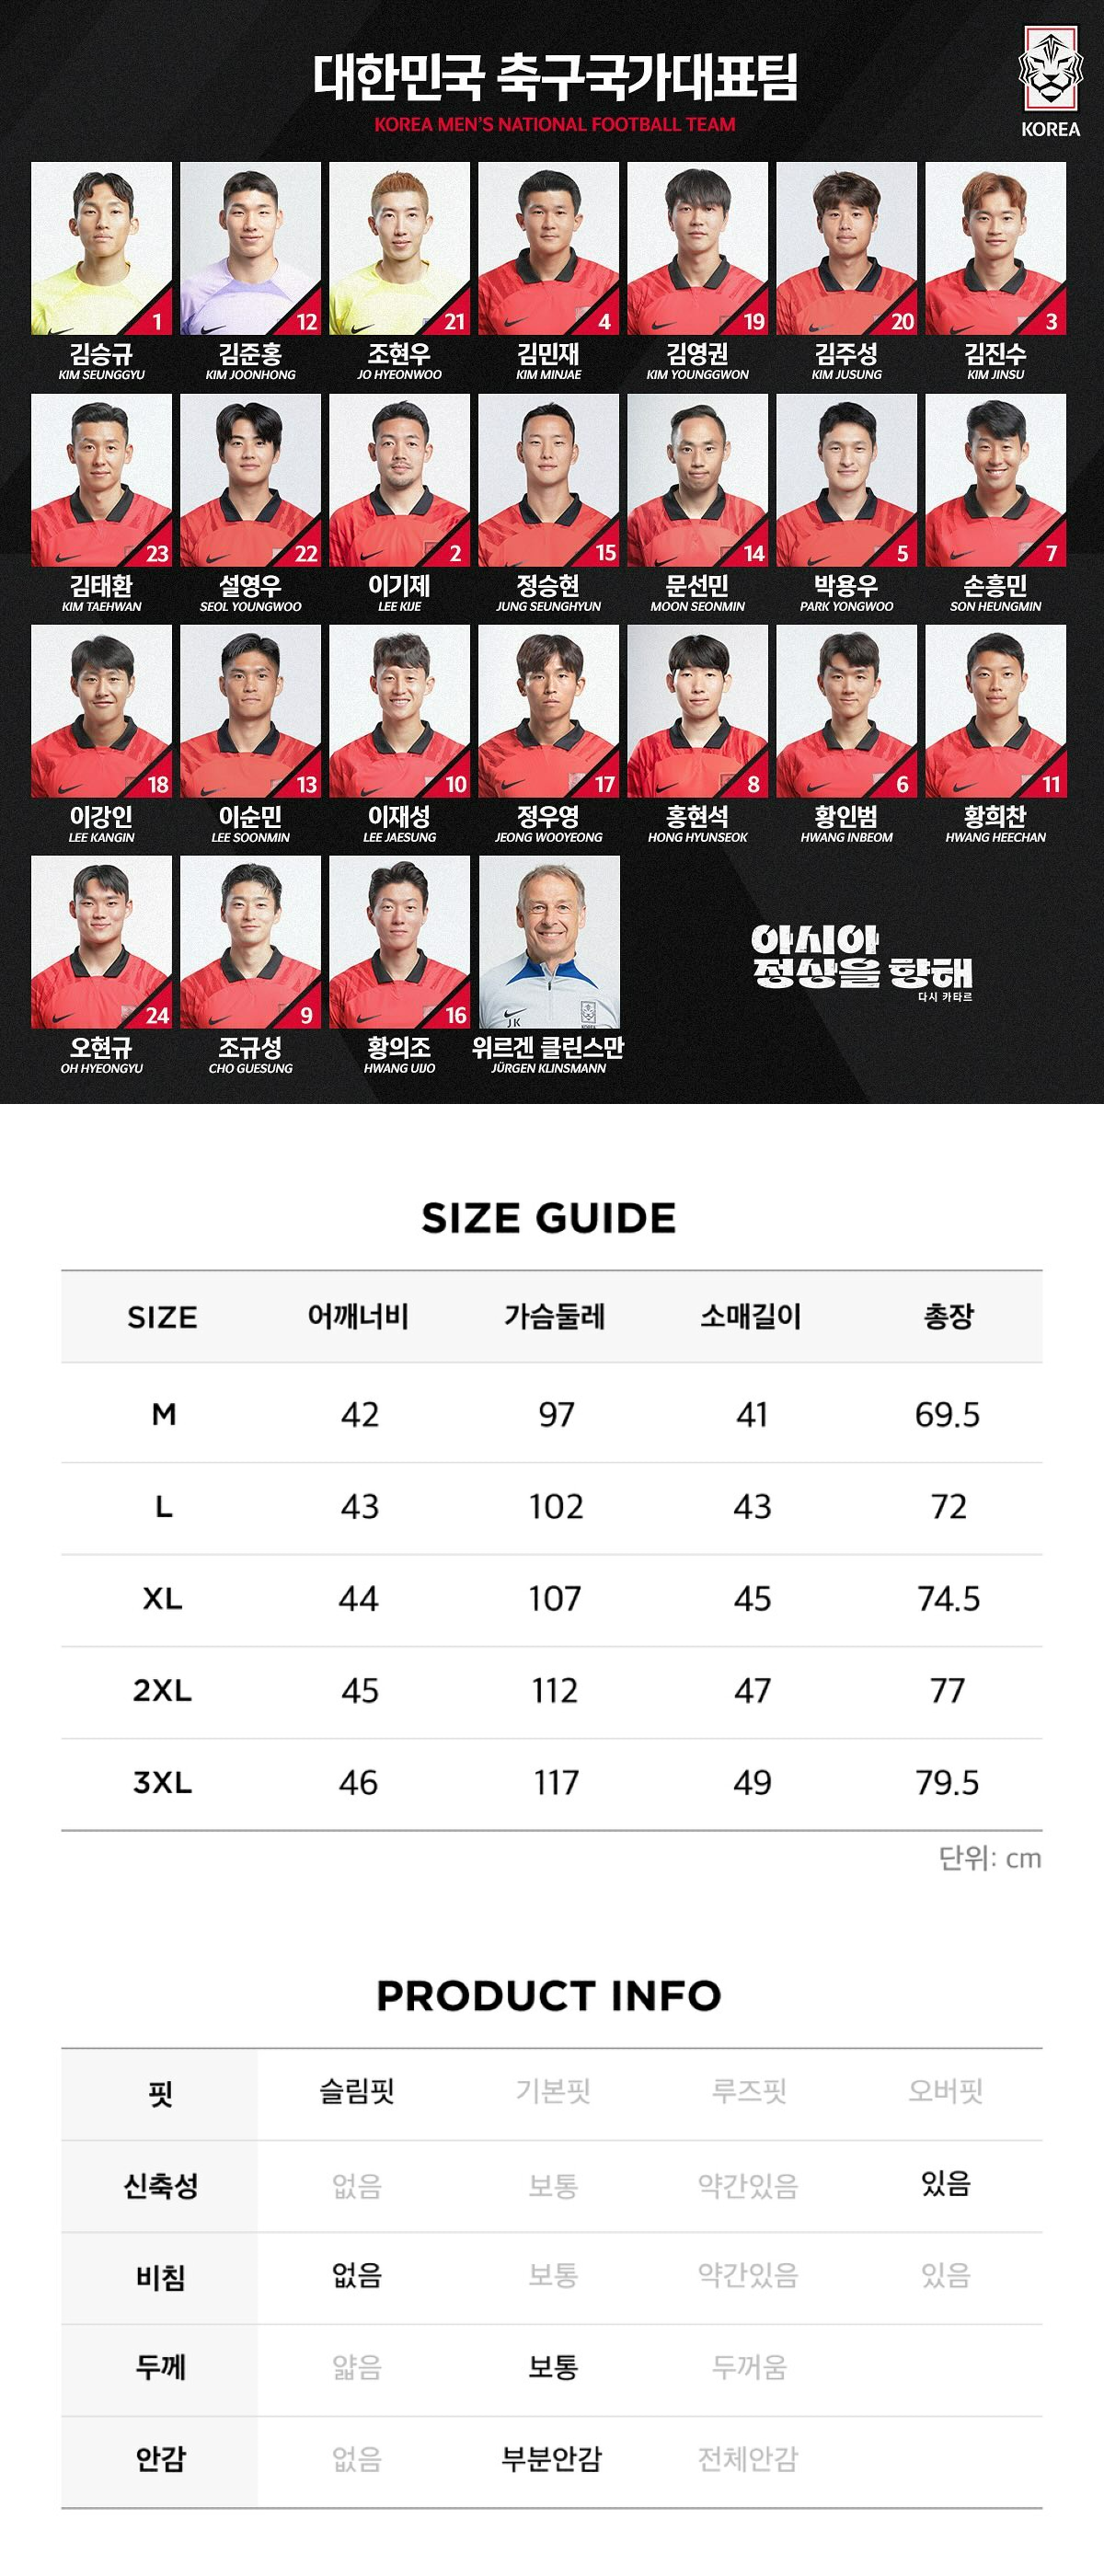 대한민국 축구국가대표팀
KOREA MEN'S NATIONAL FOOTBALL TEAM
KOREA
1 12 21 4 19 20 3
김승규 김준홍 조현우 김민재 김영권 김주성 김진수
KIM SEUNGGYU KIM JOONHONG JO HYEONWOO KIM MINJAE KIM YOUNGGWON KIM JUSUNG KIM JINSU
23 22 2 15 14 5 7
김태환 설영우 이기제 정승현 문선민 박용우 손흥민
KIM TAEHWAN SEOL YOUNGWOO LEE KIJE JUNG SEUNGHYUN MOON SEONMIN PARK YONGWOO SON HEUNGMIN
18 13 10 17 8 6 11
이강인 이순민 이재성 정우영 홍현석 황인범 황희찬
LEE KANGIN LEE SOONMIN LEE JAESUNG JEONG WOOYEONG HONG HYUNSEOK HWANG INBEOM HWANG HEECHAN
아시아
정상을 향해
다시 카타르
JK
24 9 16
오현규 조규성 황의조 위르겐 클린스만
OH HYEONGYU CHO GUESUNG HWANG UIJO JÜRGEN KLINSMANN
SIZE GUIDE
SIZE 어깨너비 가슴둘레 소매길이 총장
M 42 97 41 69.5
L 43 102 43 72
XL 44 107 45 74.5
2XL 45 112 47 77
3XL 46 117 49 79.5
단위: cm
PRODUCT INFO
핏 슬림핏 기본핏 루즈핏 오버핏
신축성 없음 보통 약간있음 있음
비침 없음 보통 약간있음 있음
두께 얇음 보통 두꺼움
안감 없음 부분안감 전체안감